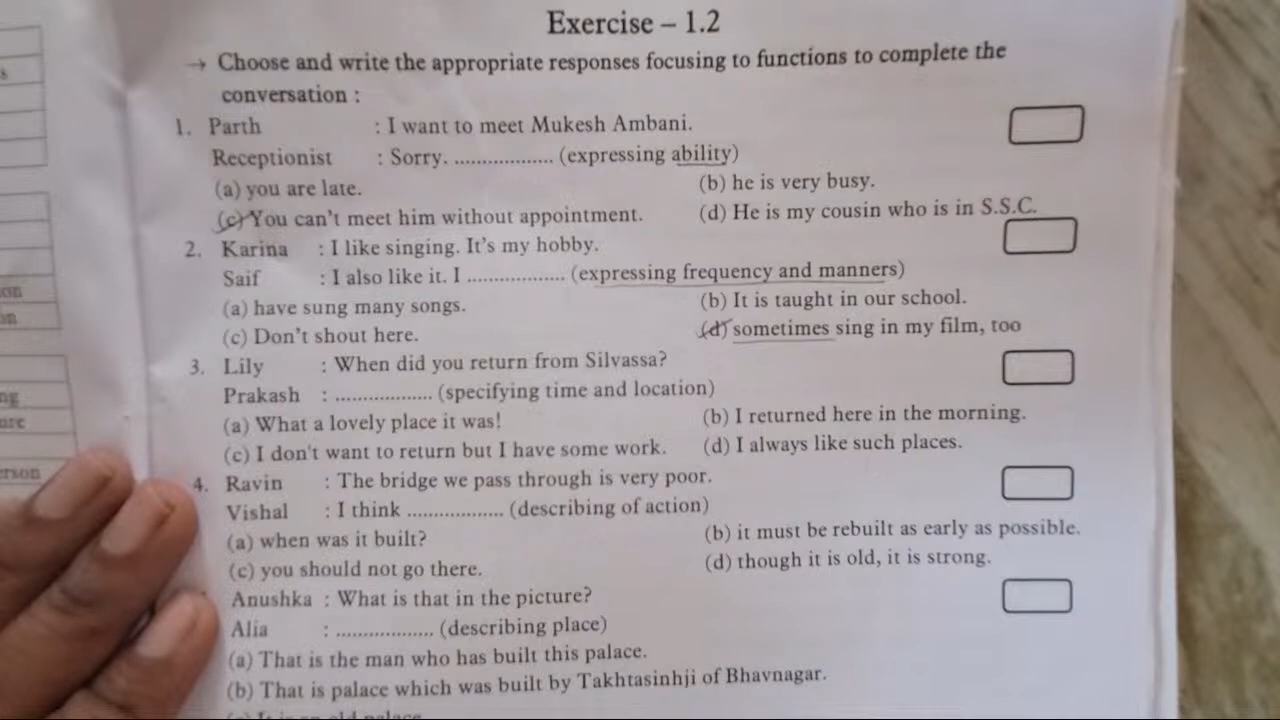 Exercise – 1.2
→ Choose and write the appropriate responses focusing to functions to complete the
conversation :
1. Parth : I want to meet Mukesh Ambani.
Receptionist : Sorry. .................. (expressing ability)
(a) you are late. (b) he is very busy.
(c) You can't meet him without appointment. (d) He is my cousin who is in S.S.C.
2. Karina : I like singing. It's my hobby.
Saif : I also like it. I .................. (expressing frequency and manners)
(a) have sung many songs. (b) It is taught in our school.
(c) Don't shout here. (d) sometimes sing in my film, too
3. Lily : When did you return from Silvassa?
Prakash : .................. (specifying time and location)
(a) What a lovely place it was! (b) I returned here in the morning.
(c) I don't want to return but I have some work. (d) I always like such places.
4. Ravin : The bridge we pass through is very poor.
Vishal : I think .................. (describing of action)
(a) when was it built? (b) it must be rebuilt as early as possible.
(c) you should not go there. (d) though it is old, it is strong.
Anushka : What is that in the picture?
Alia : .................. (describing place)
(a) That is the man who has built this palace.
(b) That is palace which was built by Takhtasinhji of Bhavnagar.